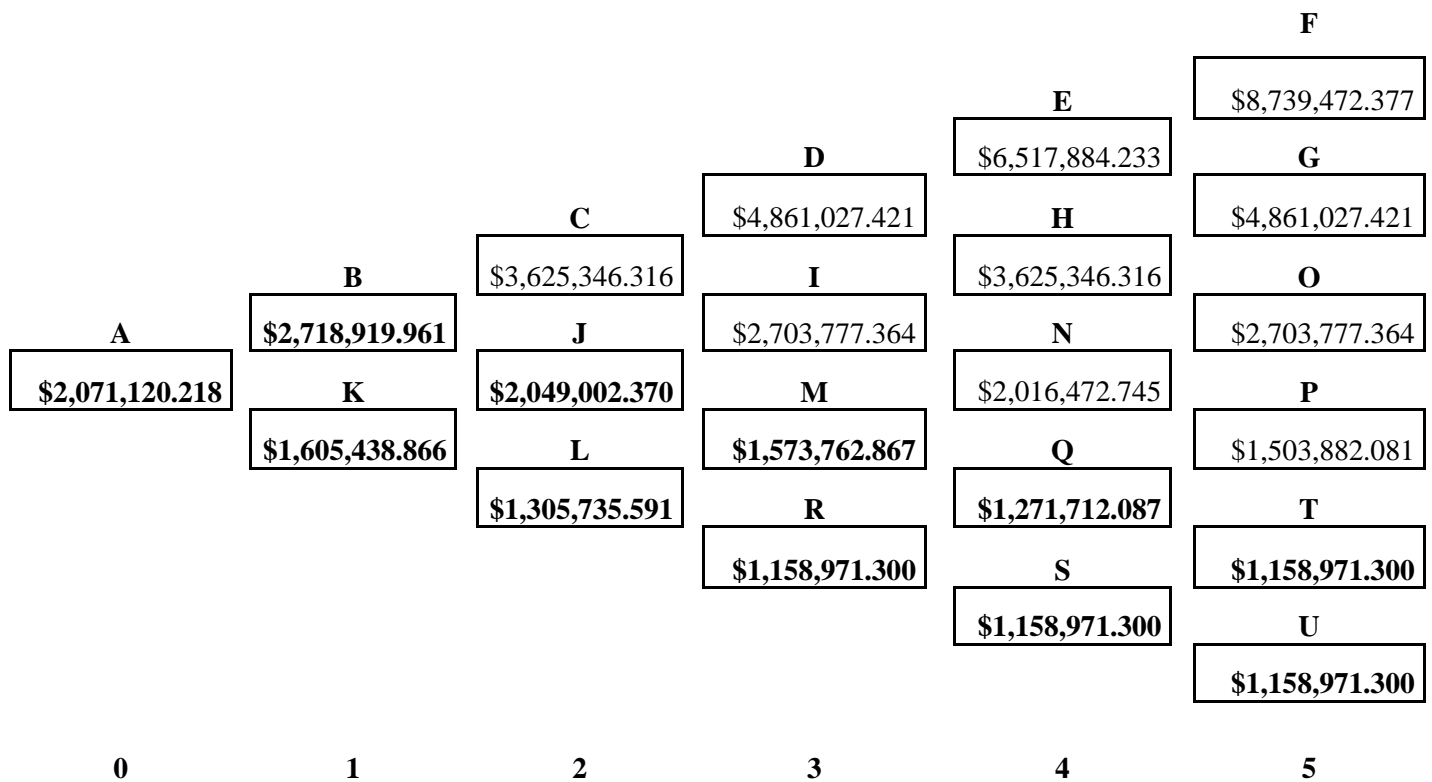 F
E $8,739,472.377
D $6,517,884.233 G
C $4,861,027.421 H $4,861,027.421
B $3,625,346.316 I $3,625,346.316 O
A $2,718,919.961 J $2,703,777.364 N $2,703,777.364
$2,071,120.218 K $2,049,002.370 M $2,016,472.745 P
$1,605,438.866 L $1,573,762.867 Q $1,503,882.081
$1,305,735.591 R $1,271,712.087 T
$1,158,971.300 S $1,158,971.300
$1,158,971.300 U
$1,158,971.300
0 1 2 3 4 5